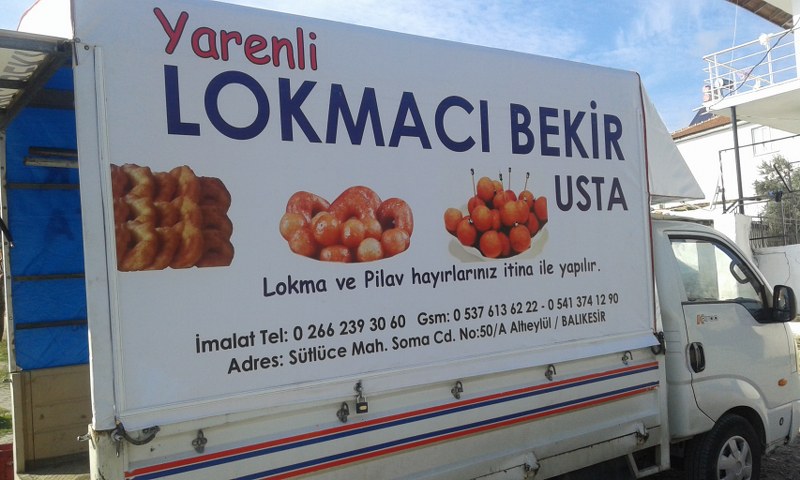 Yarenli
LOKMACI BEKİR
USTA
Lokma ve Pilav hayırlarınız itina ile yapılır.
İmalat Tel: 0 266 239 30 60 Gsm: 0 537 613 62 22 - 0 541 374 12 90
Adres: Sütlüce Mah. Soma Cd. No:50/A Altıeylül / BALIKESİR